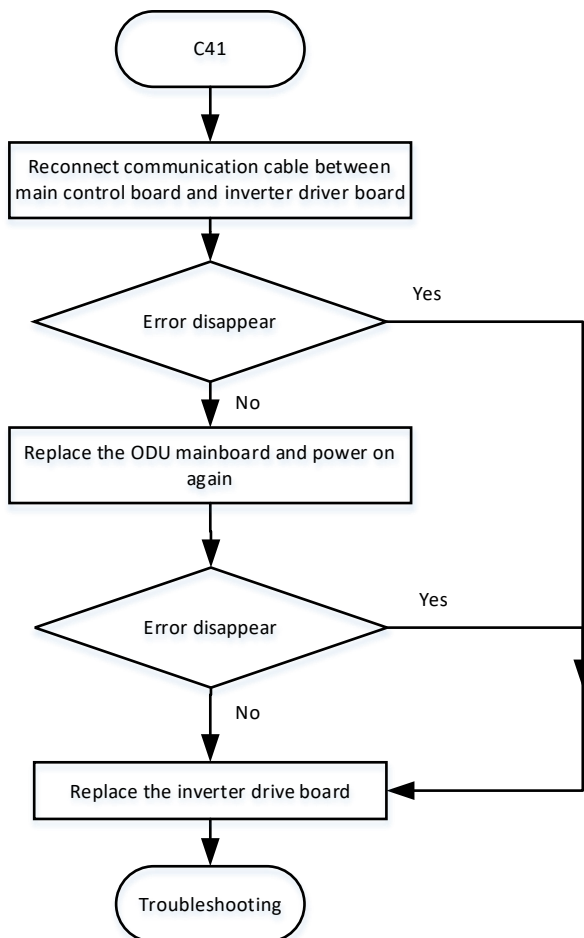 C41
Reconnect communication cable between
main control board and inverter driver board
Yes
Error disappear
No
Replace the ODU mainboard and power on
again
Yes
Error disappear
No
Replace the inverter drive board
Troubleshooting